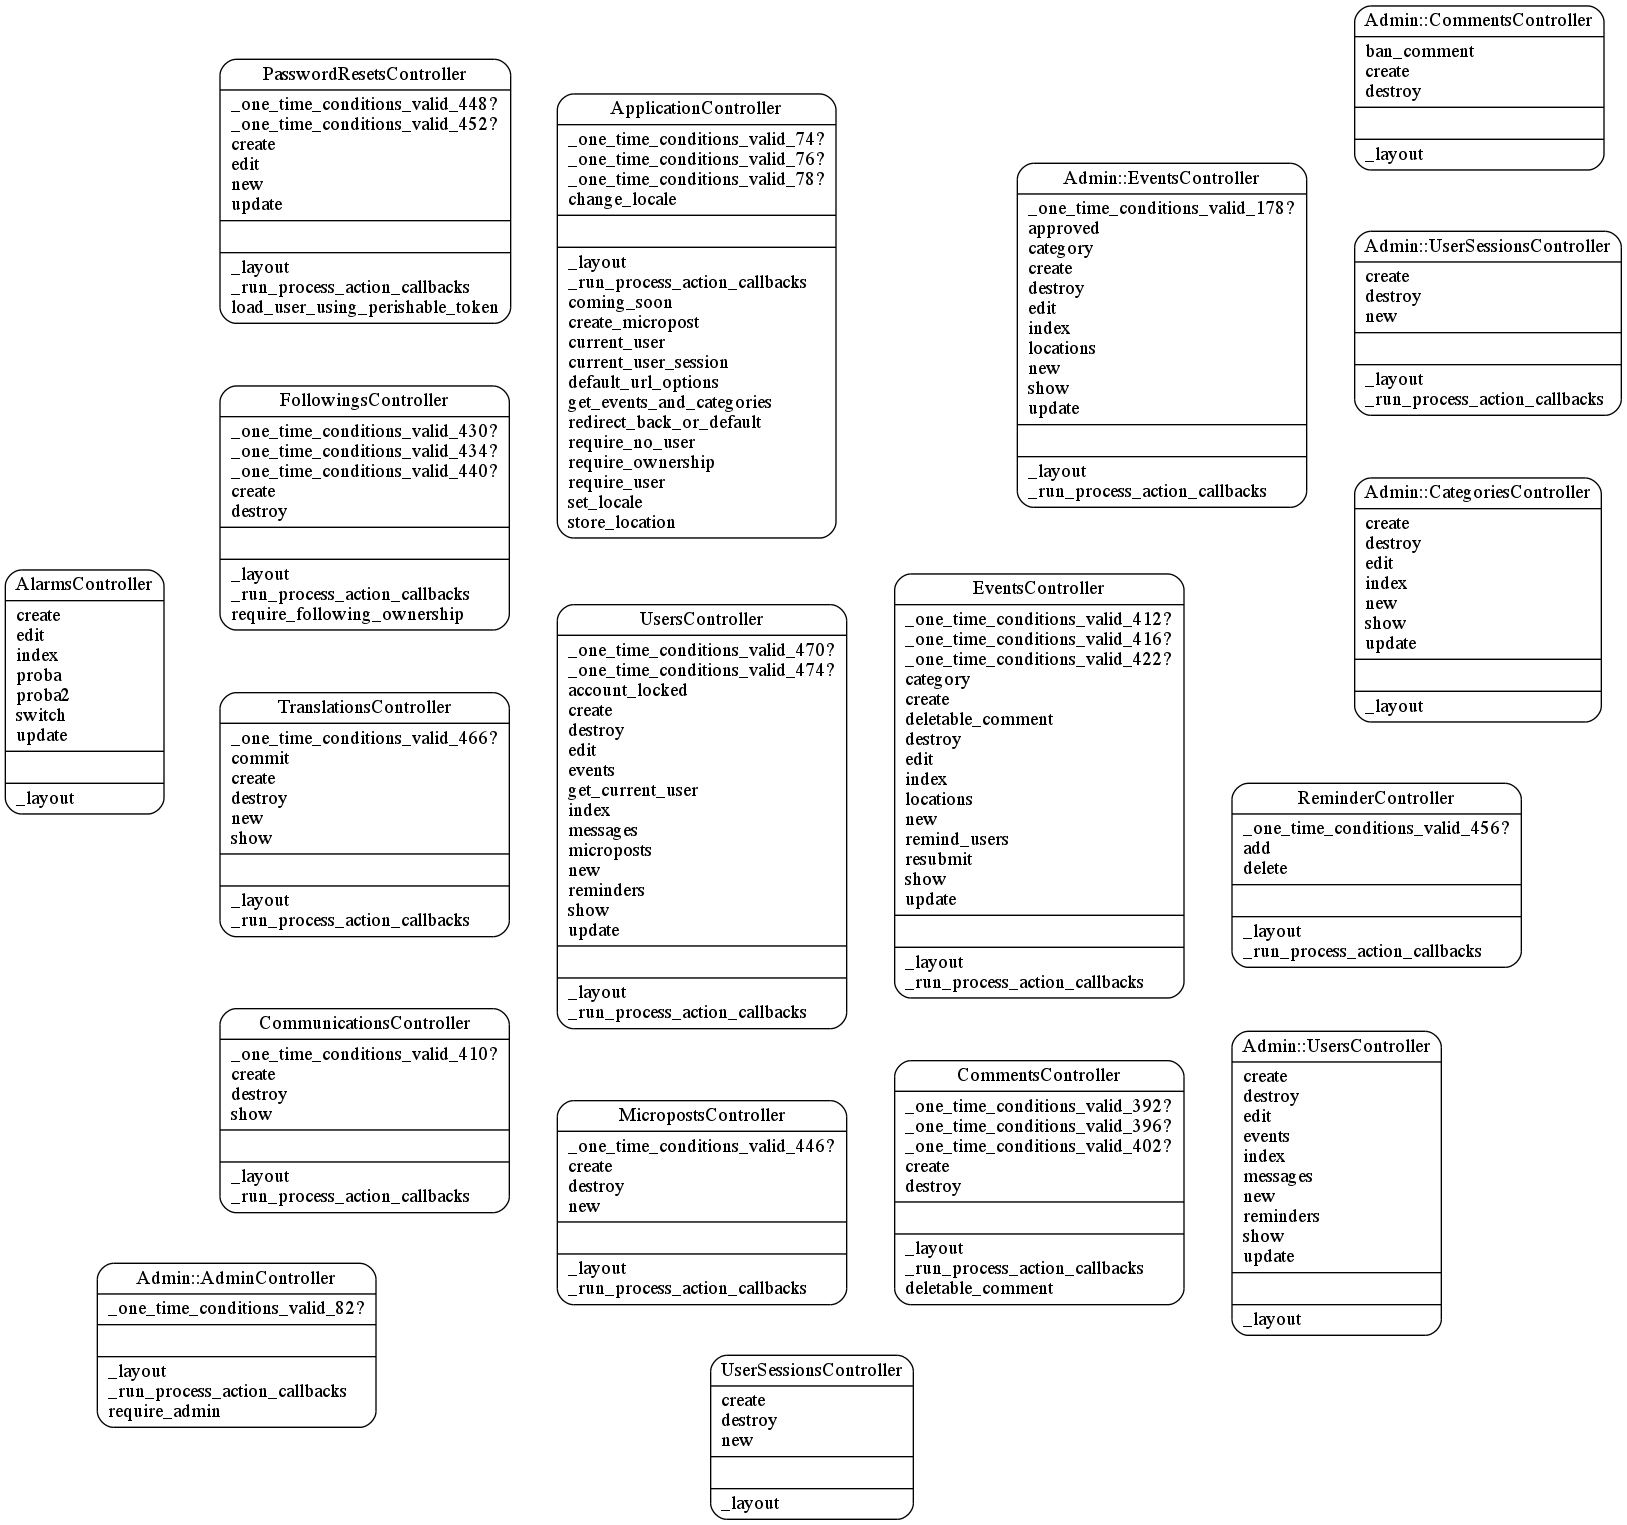 Admin::CommentsController
ban_comment
create
destroy
_layout
PasswordResetsController
_one_time_conditions_valid_448?
_one_time_conditions_valid_452?
create
edit
new
update
_layout
_run_process_action_callbacks
load_user_using_perishable_token
ApplicationController
_one_time_conditions_valid_74?
_one_time_conditions_valid_76?
_one_time_conditions_valid_78?
change_locale
_layout
_run_process_action_callbacks
coming_soon
create_micropost
current_user
current_user_session
default_url_options
get_events_and_categories
redirect_back_or_default
require_no_user
require_ownership
require_user
set_locale
store_location
Admin::EventsController
_one_time_conditions_valid_178?
approved
category
create
destroy
edit
index
locations
new
show
update
_layout
_run_process_action_callbacks
Admin::UserSessionsController
create
destroy
new
_layout
_run_process_action_callbacks
FollowingsController
_one_time_conditions_valid_430?
_one_time_conditions_valid_434?
_one_time_conditions_valid_440?
create
destroy
_layout
_run_process_action_callbacks
require_following_ownership
Admin::CategoriesController
create
destroy
edit
index
new
show
update
_layout
AlarmsController
create
edit
index
proba
proba2
switch
update
_layout
UsersController
_one_time_conditions_valid_470?
_one_time_conditions_valid_474?
account_locked
create
destroy
edit
events
get_current_user
index
messages
microposts
new
reminders
show
update
_layout
_run_process_action_callbacks
EventsController
_one_time_conditions_valid_412?
_one_time_conditions_valid_416?
_one_time_conditions_valid_422?
category
create
deletable_comment
destroy
edit
index
locations
new
remind_users
resubmit
show
update
_layout
_run_process_action_callbacks
TranslationsController
_one_time_conditions_valid_466?
commit
create
destroy
new
show
_layout
_run_process_action_callbacks
ReminderController
_one_time_conditions_valid_456?
add
delete
_layout
_run_process_action_callbacks
CommunicationsController
_one_time_conditions_valid_410?
create
destroy
show
_layout
_run_process_action_callbacks
MicropostsController
_one_time_conditions_valid_446?
create
destroy
new
_layout
_run_process_action_callbacks
CommentsController
_one_time_conditions_valid_392?
_one_time_conditions_valid_396?
_one_time_conditions_valid_402?
create
destroy
_layout
_run_process_action_callbacks
deletable_comment
Admin::UsersController
create
destroy
edit
events
index
messages
new
reminders
show
update
_layout
Admin::AdminController
_one_time_conditions_valid_82?
_layout
_run_process_action_callbacks
require_admin
UserSessionsController
create
destroy
new
_layout